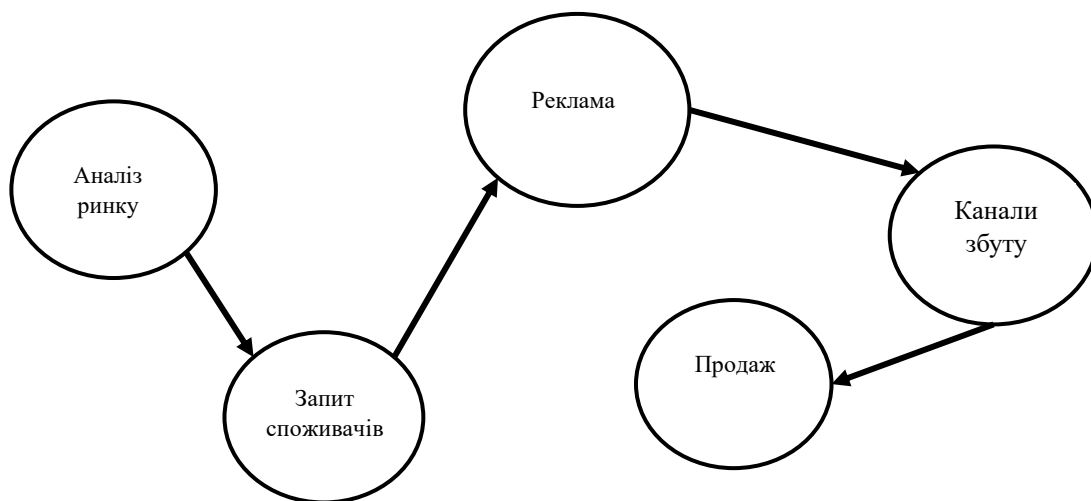 Аналіз
ринку
Запит
споживачів
Реклама
Канали
збуту
Продаж